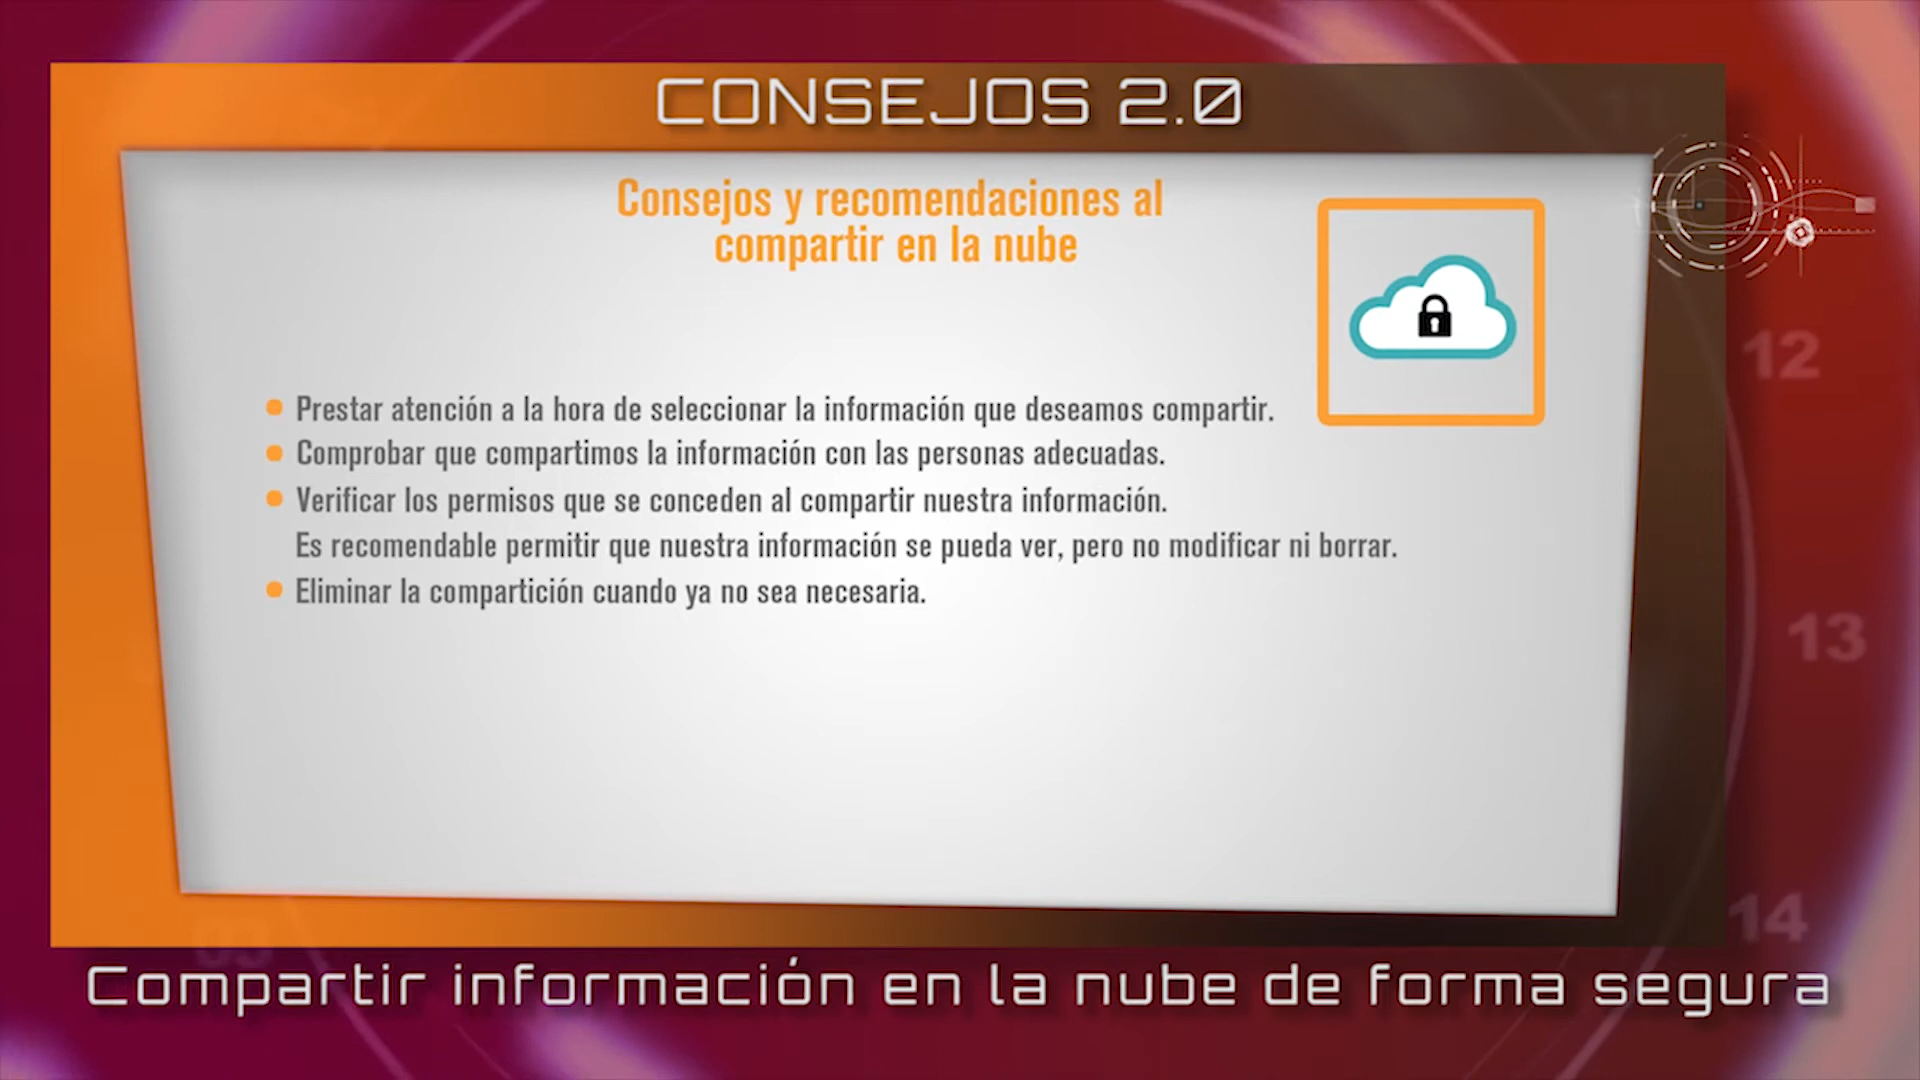 CONSEJOS 2.0
Consejos y recomendaciones al
compartir en la nube
Prestar atención a la hora de seleccionar la información que deseamos compartir.
Comprobar que compartimos la información con las personas adecuadas.
Verificar los permisos que se conceden al compartir nuestra información.
Es recomendable permitir que nuestra información se pueda ver, pero no modificar ni borrar.
Eliminar la compartición cuando ya no sea necesaria.
12
13
14
Compartir información en la nube de forma segura